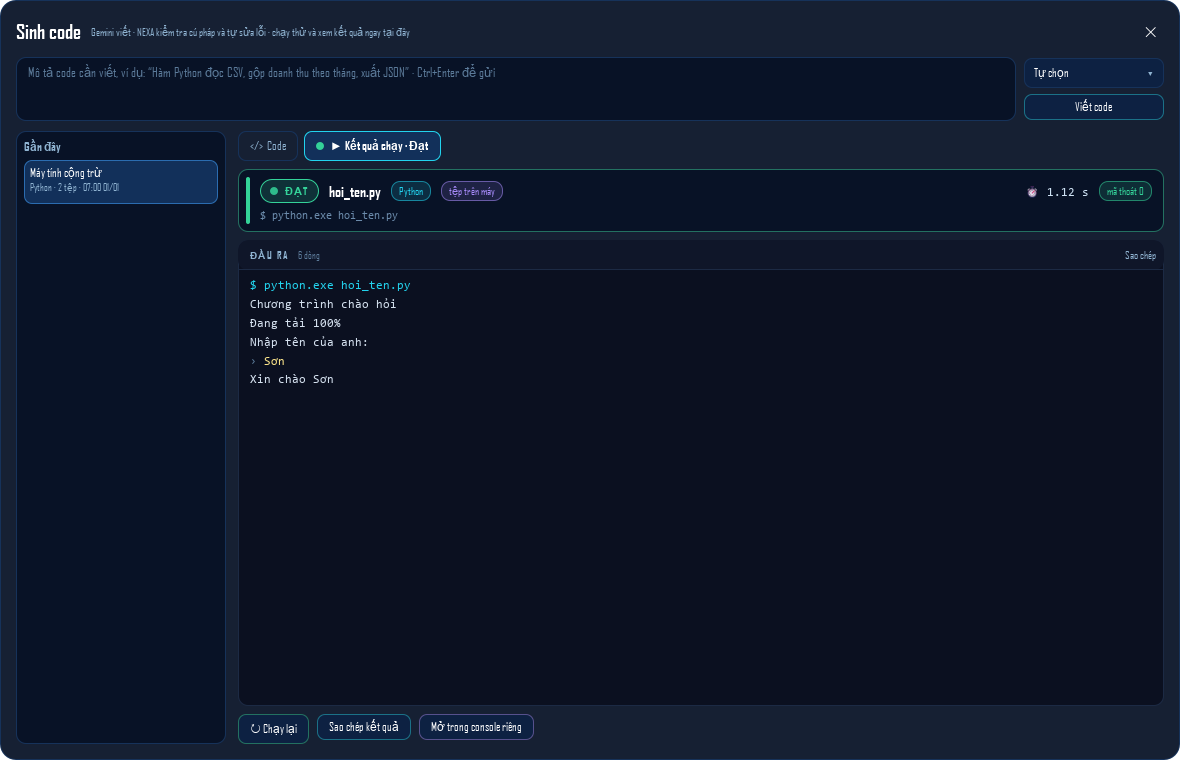 Sinh code
Gemini viết · NEXA kiểm tra cú pháp và tự sửa lỗi · chạy thử và xem kết quả ngay tại đây
Mô tả code cần viết, ví dụ: "Hàm Python đọc CSV, gộp doanh thu theo tháng, xuất JSON" · Ctrl+Enter để gửi
Tự chọn
Viết code
Gần đây
Máy tính cộng trừ
Python · 2 tệp · 07:00 01/01
</> Code
▶ Kết quả chạy · Đạt
ĐẠT
hoi_ten.py
Python
tệp trên máy
1.12 s
mã thoát
$ python.exe hoi_ten.py
ĐẦU RA
6 dòng
Sao chép
$ python.exe hoi_ten.py
Chương trình chào hỏi
Đang tải 100%
Nhập tên của anh:
› Sơn
Xin chào Sơn
↻ Chạy lại
Sao chép kết quả
Mở trong console riêng